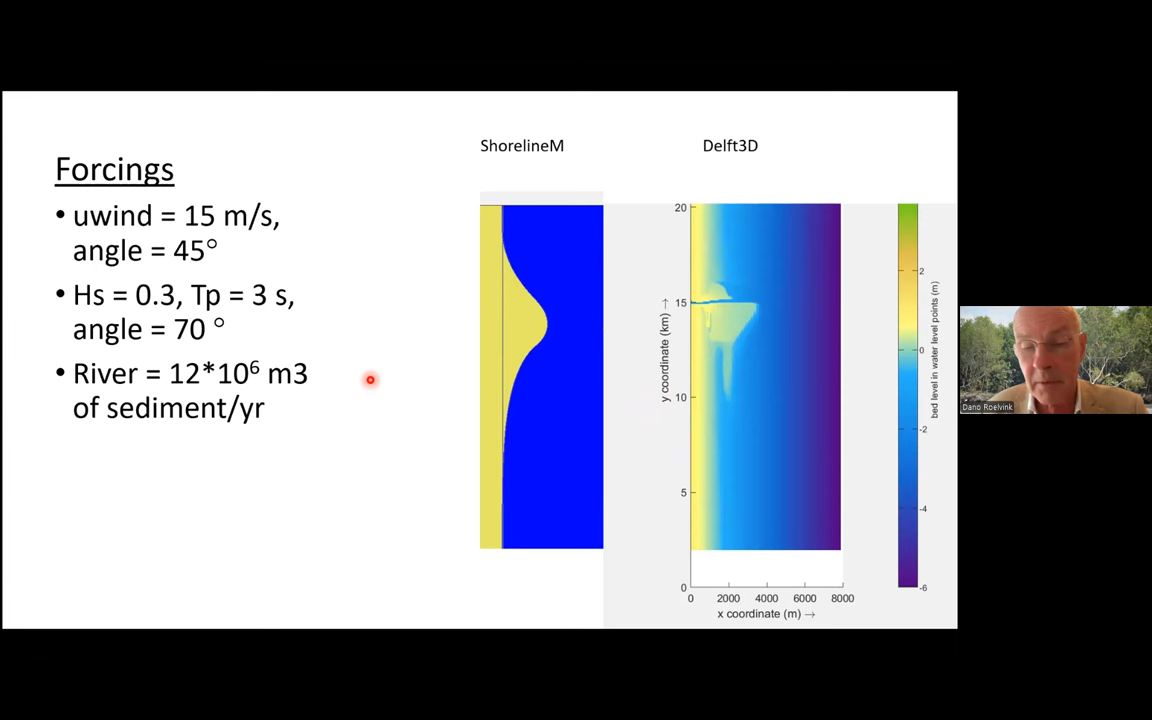 Forcings
• uwind = 15 m/s,
angle = 45°
• Hs = 0.3, Tp = 3 s,
angle = 70 °
• River = 12*10⁶ m3
of sediment/yr
ShorelineM
Delft3D
20
15
10
5
0
y coordinate (km) →
0 2000 4000 6000 8000
x coordinate (m) →
2
0
-2
-4
-6
bed level in water level points (m)
Dano Roelvink